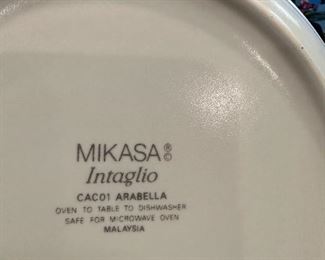 MIKASA®©
Intaglio
CAC01 ARABELLA
OVEN TO TABLE TO DISHWASHER
SAFE FOR MICROWAVE OVEN
MALAYSIA